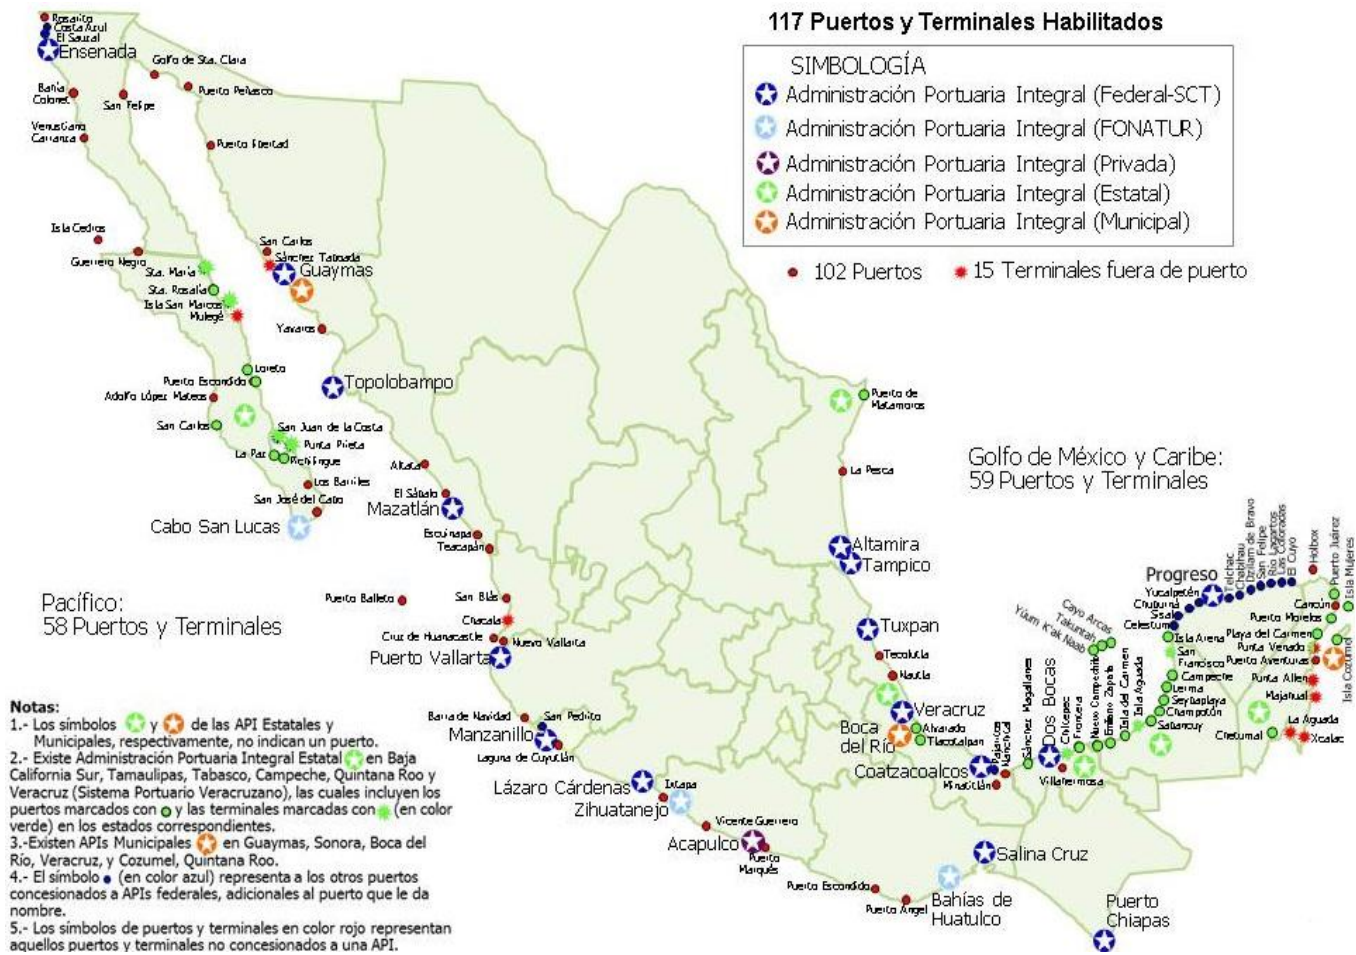 117 Puertos y Terminales Habilitados
SIMBOLOGÍA
Administración Portuaria Integral (Federal-SCT)
Administración Portuaria Integral (FONATUR)
Administración Portuaria Integral (Privada)
Administración Portuaria Integral (Estatal)
Administración Portuaria Integral (Municipal)
102 Puertos
15 Terminales fuera de puerto
Rosarito
Costa Azul
El Sauzal
Ensenada
Bahía
Colonet
Venustiano
Carranza
San Felipe
Golfo de Sta. Clara
Puerto Peñasco
Puerto Libertad
Isla Cedros
Guerrero Negro
San Carlos
Sánchez Taboada
Guaymas
Sta. María
Sta. Rosalía
Isla San Marcos
Mulegé
Yavaros
Loreto
Puerto Escondido
Adolfo López Mateos
San Carlos
Topolobampo
San Juan de la Costa
Punta Prieta
La Paz
Pichilingue
Los Barriles
San José del Cabo
Cabo San Lucas
Altata
El Sábalo
Mazatlán
Escuinapa
Teacapán
Pacífico:
58 Puertos y Terminales
Puerto Balleto
San Blás
Chacala
Cruz de Huanacastle
Nuevo Vallarta
Puerto Vallarta
Barra de Navidad
San Pedrito
Manzanillo
Laguna de Cuyutlán
Lázaro Cárdenas
Ixtapa
Zihuatanejo
Vicente Guerrero
Acapulco
Puerto
Marqués
Puerto Escondido
Puerto Angel
Bahías de
Huatulco
Salina Cruz
Puerto
Chiapas
Puerto de
Matamoros
La Pesca
Altamira
Tampico
Tuxpan
Tecolutla
Nautla
Veracruz
Boca
del Río
Alvarado
Tlacotalpan
Coatzacoalcos
Pajaritos
Nanchital
Minatitlán
Golfo de México y Caribe:
59 Puertos y Terminales
Sánchez Magallanes
Dos Bocas
Chiltepec
Frontera
Villahermosa
Nuevo Campechito
Emiliano Zapata
Isla del Carmen
Isla Aguada
Yúum K'ak Naab
Takuntah
Cayo Arcas
Sabancuy
Champotón
Seybaplaya
Lerma
Campeche
San
Francisco
Isla Arena
Celestum
Sisal
Chuburná
Yucalpetén
Progreso
Telchac
Chabihau
Dzilam de Bravo
San Felipe
Río Lagartos
Las Coloradas
El Cuyo
Holbox
Puerto Juárez
Isla Mujeres
Cancún
Puerto Morelos
Playa del Carmen
Punta Venado
Puerto Aventuras
Isla Cozumel
Punta Allen
Majahual
La Aguada
Xcalac
Chetumal
Notas:
1.- Los símbolos y de las API Estatales y
Municipales, respectivamente, no indican un puerto.
2.- Existe Administración Portuaria Integral Estatal en Baja
California Sur, Tamaulipas, Tabasco, Campeche, Quintana Roo y
Veracruz (Sistema Portuario Veracruzano), las cuales incluyen los
puertos marcados con y las terminales marcadas con (en color
verde) en los estados correspondientes.
3.-Existen APIs Municipales en Guaymas, Sonora, Boca del
Río, Veracruz, y Cozumel, Quintana Roo.
4.- El símbolo (en color azul) representa a los otros puertos
concesionados a APIs federales, adicionales al puerto que le da
nombre.
5.- Los símbolos de puertos y terminales en color rojo representan
aquellos puertos y terminales no concesionados a una API.